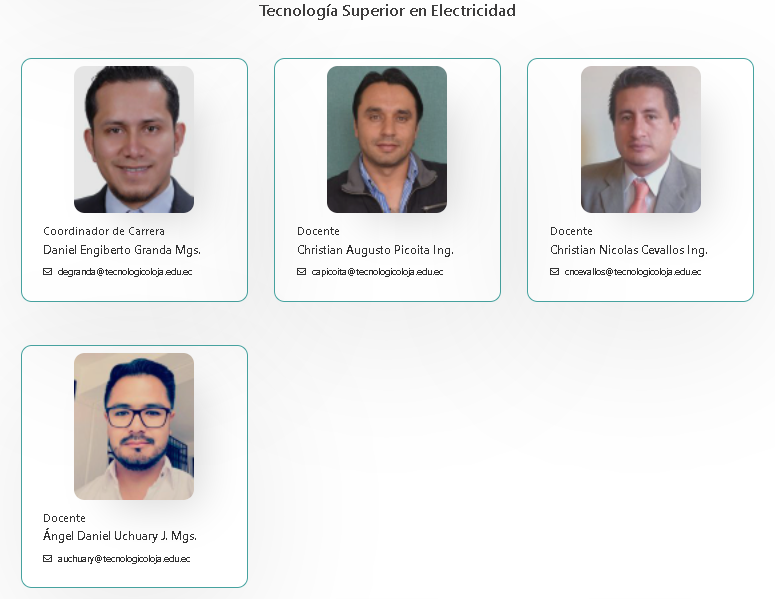 Tecnología Superior en Electricidad
Coordinador de Carrera
Daniel Engiberto Granda Mgs.
degranda@tecnologicoloja.edu.ec
Docente
Christian Augusto Picoita Ing.
capicoita@tecnologicoloja.edu.ec
Docente
Christian Nicolas Cevallos Ing.
cncevallos@tecnologicoloja.edu.ec
Docente
Ángel Daniel Uchuary J. Mgs.
auchuary@tecnologicoloja.edu.ec